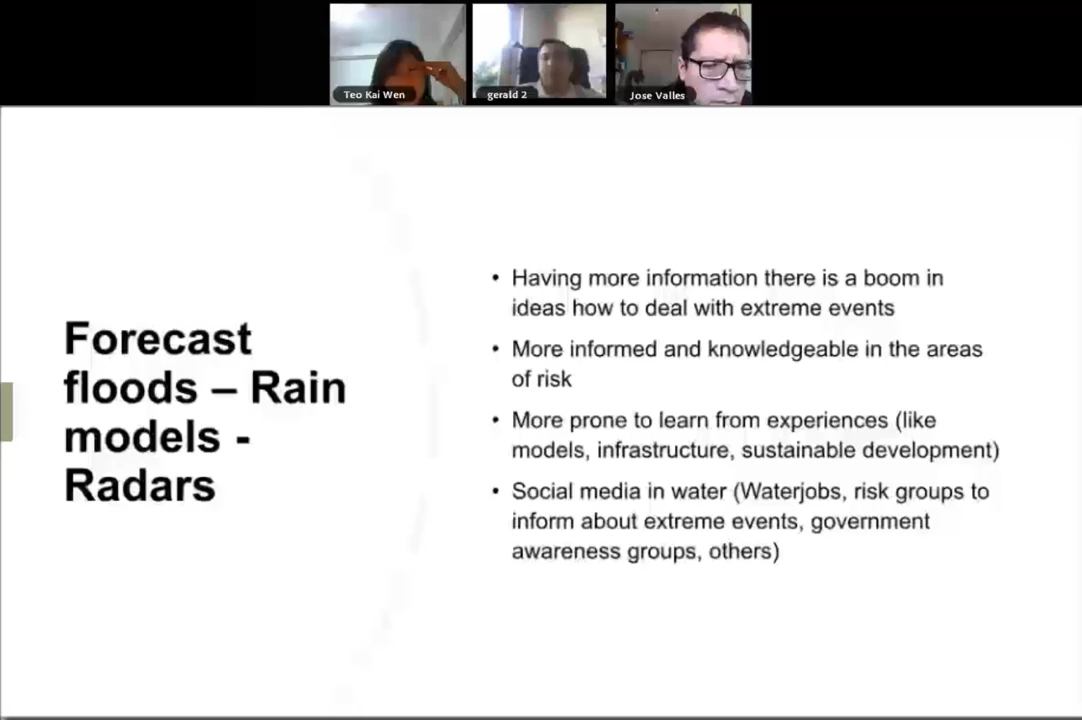 Teo Kai Wen
gerald 2
Jose Valles
Forecast
floods – Rain
models -
Radars
• Having more information there is a boom in
ideas how to deal with extreme events
• More informed and knowledgeable in the areas
of risk
• More prone to learn from experiences (like
models, infrastructure, sustainable development)
• Social media in water (Waterjobs, risk groups to
inform about extreme events, government
awareness groups, others)